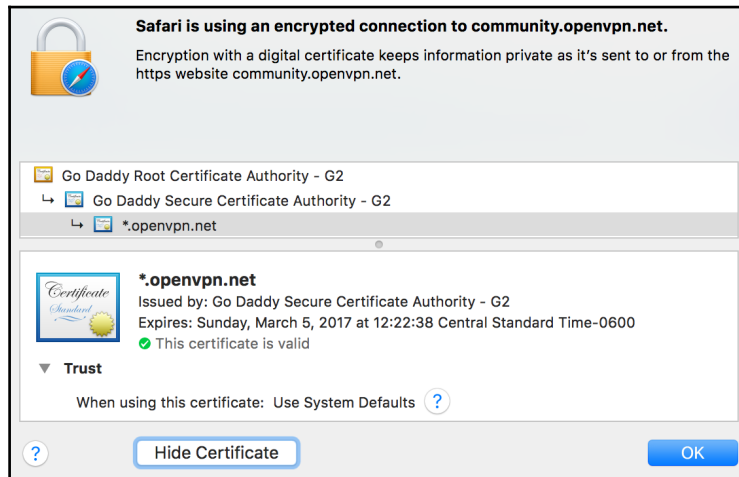 Safari is using an encrypted connection to community.openvpn.net.
Encryption with a digital certificate keeps information private as it's sent to or from the
https website community.openvpn.net.
Go Daddy Root Certificate Authority - G2
↳ Go Daddy Secure Certificate Authority - G2
↳ *.openvpn.net
Certificate
Standard
*.openvpn.net
Issued by: Go Daddy Secure Certificate Authority - G2
Expires: Sunday, March 5, 2017 at 12:22:38 Central Standard Time-0600
This certificate is valid
Trust
When using this certificate: Use System Defaults ?
? Hide Certificate OK